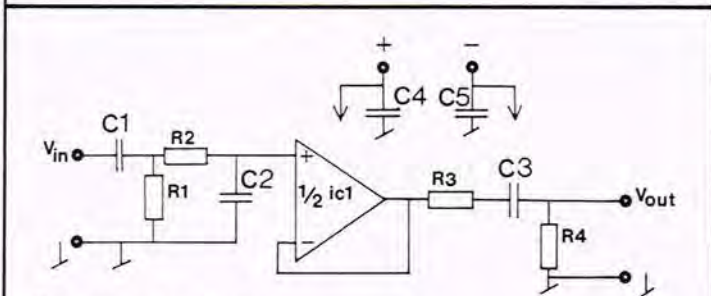 + −
C4 C5
C1
R2
C3
Vin
+
R3
Vout
R1
C2
½ ic1
R4
−